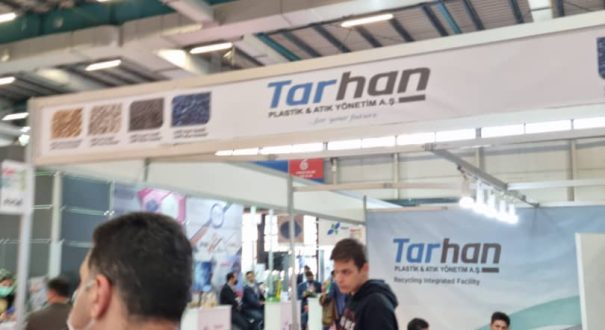 Tarhan
PLASTİK & ATIK YÖNETİM A.Ş.
...for your future...
Tarhan
PLASTİK & ATIK YÖNETİM A.Ş.
Recycling Integrated Facility